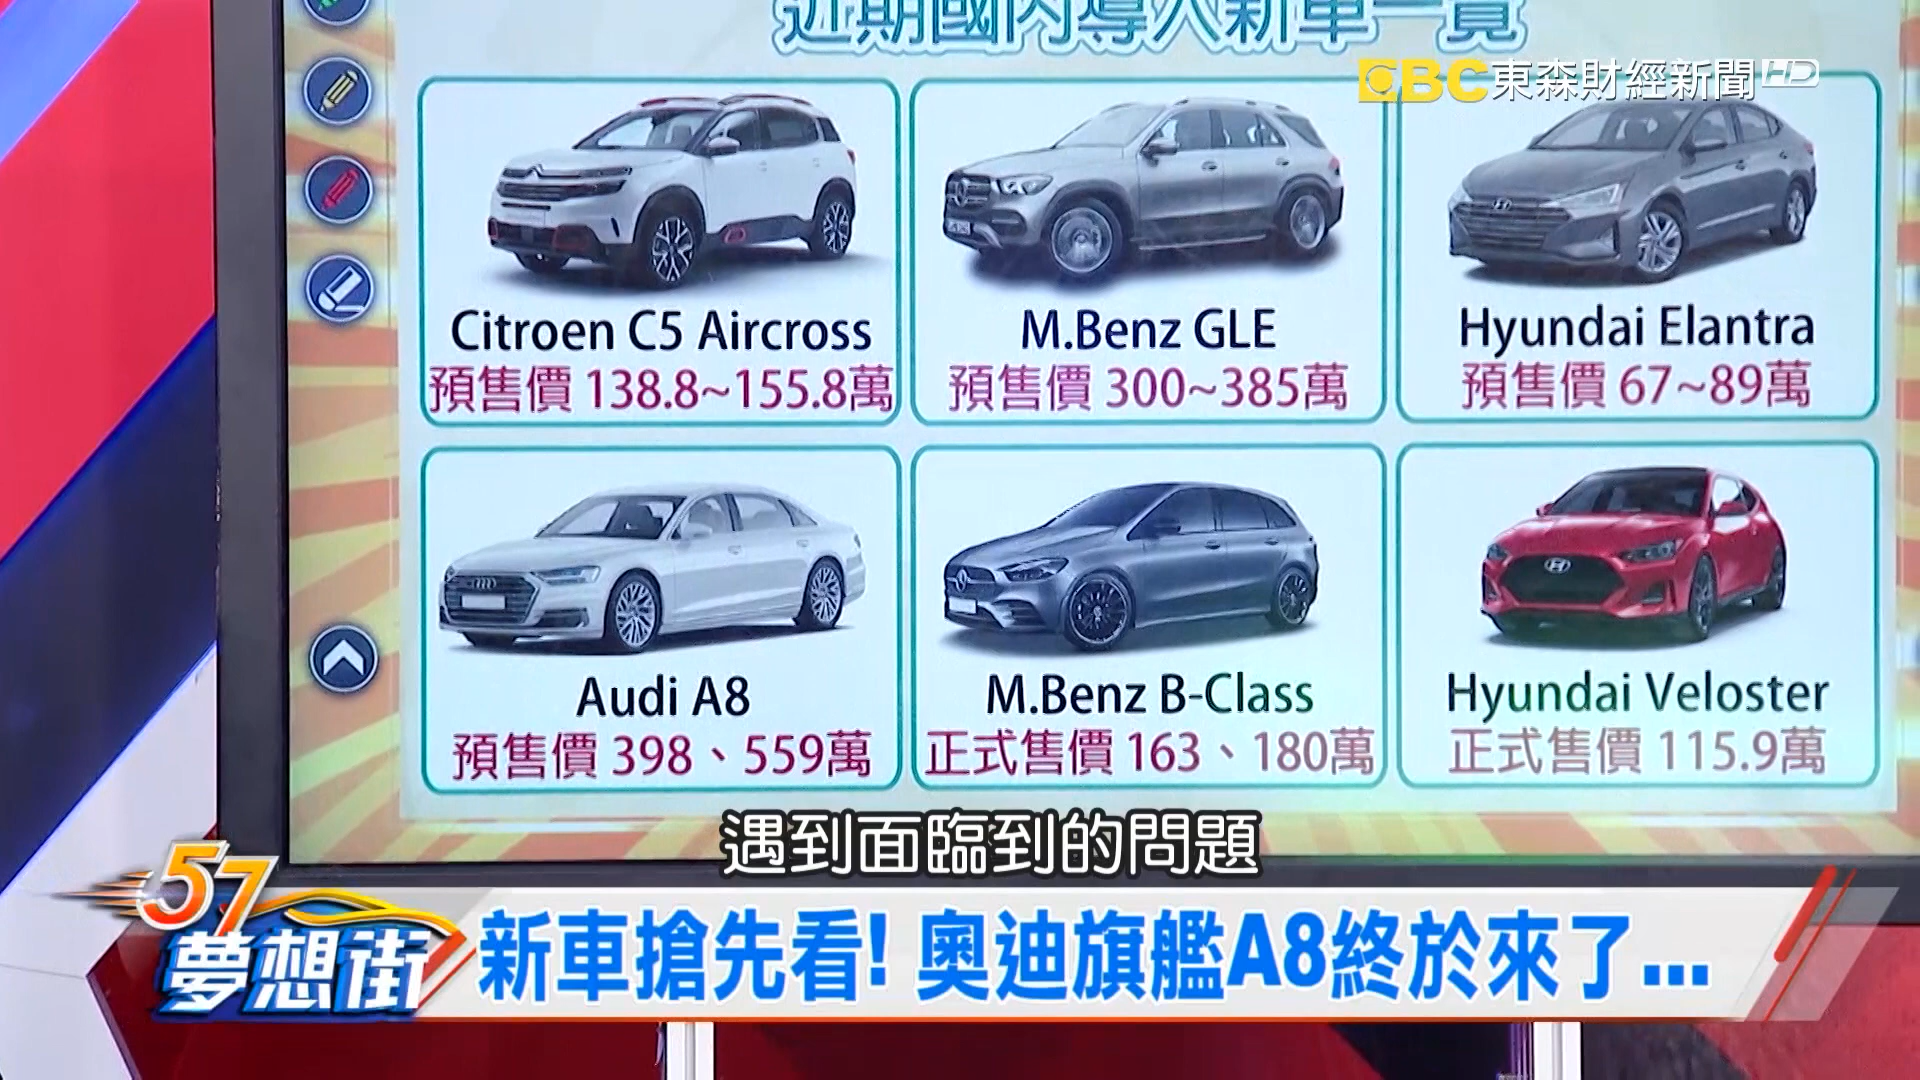 近期國內導入新車一覽
EBC東森財經新聞HD
Citroen C5 Aircross
預售價 138.8~155.8萬
M.Benz GLE
預售價 300~385萬
Hyundai Elantra
預售價 67~89萬
Audi A8
預售價 398、559萬
M.Benz B-Class
正式售價 163、180萬
Hyundai Veloster
正式售價 115.9萬
遇到面臨到的問題
57
夢想街
新車搶先看! 奧迪旗艦A8終於來了...